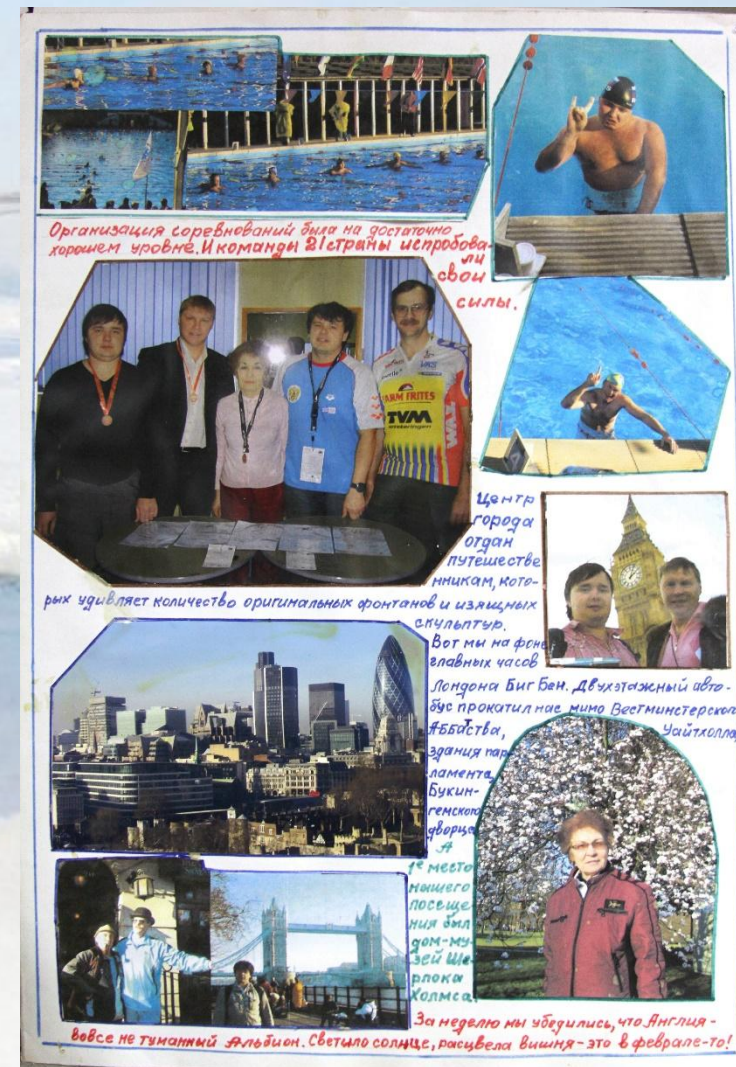 Организация соревнований была на достаточно
хорошем уровне. И команды 21 страны испробова-
ли
свои
силы.
FARM FRITES
TVM
Центр
города
отдан
путешестве
нникам, кото-
рых удивляет количество оригинальных фонтанов и изящных
скульптур.
Вот мы на фоне
главных часов
Лондона Биг Бен. Двухэтажный авто-
бус прокатил нас мимо Вестминстерского
Аббатства, Уайтхолла,
здания пар
ламента,
Букин-
гемского
дворца.
А
1е место
нашего
посеще
ния был
дом-му-
зей Ше-
рлока
Холмса.
За неделю мы убедились, что Англия -
вовсе не туманный Альбион. Светило солнце, расцвела вишня - это в феврале-то!